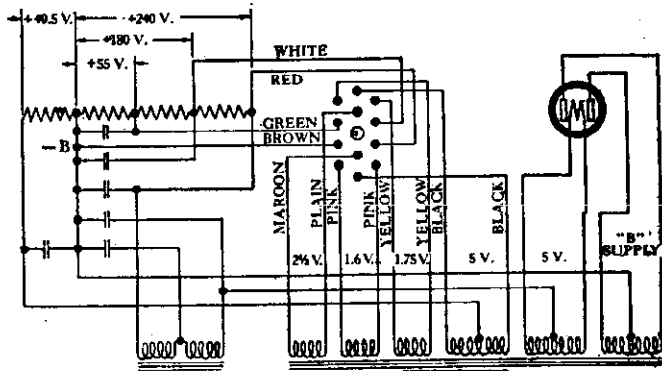 +40.5 V.
+240 V.
+180 V.
+55 V.
WHITE
RED
GREEN
BROWN
- B
MAROON
PLAIN
PINK
PINK
YELLOW
YELLOW
BLACK
BLACK
2½ V.
1.6 V.
1.75 V.
5 V.
5 V.
"B"
SUPPLY